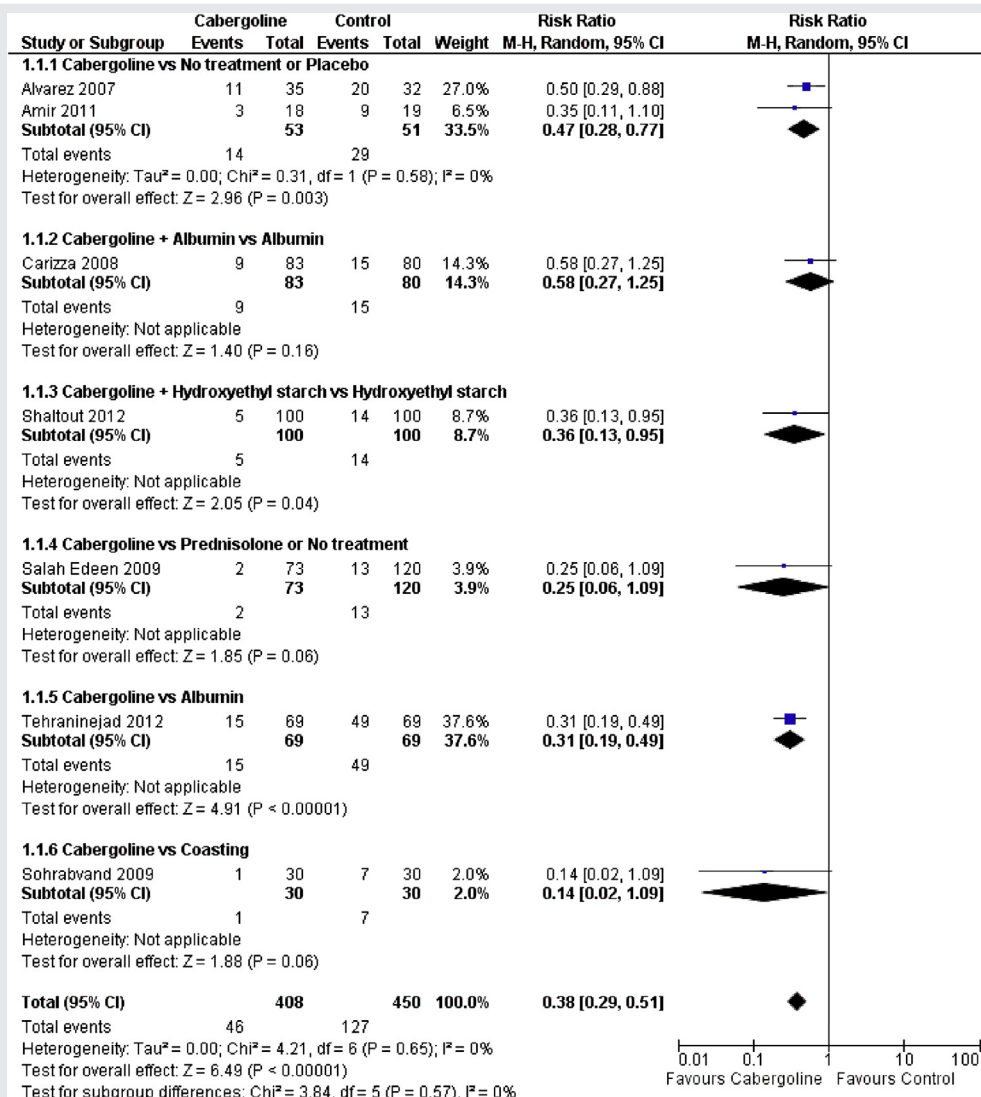 Cabergoline Control Risk Ratio Risk Ratio
Study or Subgroup Events Total Events Total Weight M-H, Random, 95% CI M-H, Random, 95% CI
1.1.1 Cabergoline vs No treatment or Placebo
Alvarez 2007 11 35 20 32 27.0% 0.50 [0.29, 0.88]
Amir 2011 3 18 9 19 6.5% 0.35 [0.11, 1.10]
Subtotal (95% CI) 53 51 33.5% 0.47 [0.28, 0.77]
Total events 14 29
Heterogeneity: Tau² = 0.00; Chi² = 0.31, df = 1 (P = 0.58); I² = 0%
Test for overall effect: Z = 2.96 (P = 0.003)
1.1.2 Cabergoline + Albumin vs Albumin
Carizza 2008 9 83 15 80 14.3% 0.58 [0.27, 1.25]
Subtotal (95% CI) 83 80 14.3% 0.58 [0.27, 1.25]
Total events 9 15
Heterogeneity: Not applicable
Test for overall effect: Z = 1.40 (P = 0.16)
1.1.3 Cabergoline + Hydroxyethyl starch vs Hydroxyethyl starch
Shaltout 2012 5 100 14 100 8.7% 0.36 [0.13, 0.95]
Subtotal (95% CI) 100 100 8.7% 0.36 [0.13, 0.95]
Total events 5 14
Heterogeneity: Not applicable
Test for overall effect: Z = 2.05 (P = 0.04)
1.1.4 Cabergoline vs Prednisolone or No treatment
Salah Edeen 2009 2 73 13 120 3.9% 0.25 [0.06, 1.09]
Subtotal (95% CI) 73 120 3.9% 0.25 [0.06, 1.09]
Total events 2 13
Heterogeneity: Not applicable
Test for overall effect: Z = 1.85 (P = 0.06)
1.1.5 Cabergoline vs Albumin
Tehraninejad 2012 15 69 49 69 37.6% 0.31 [0.19, 0.49]
Subtotal (95% CI) 69 69 37.6% 0.31 [0.19, 0.49]
Total events 15 49
Heterogeneity: Not applicable
Test for overall effect: Z = 4.91 (P < 0.00001)
1.1.6 Cabergoline vs Coasting
Sohrabvand 2009 1 30 7 30 2.0% 0.14 [0.02, 1.09]
Subtotal (95% CI) 30 30 2.0% 0.14 [0.02, 1.09]
Total events 1 7
Heterogeneity: Not applicable
Test for overall effect: Z = 1.88 (P = 0.06)
Total (95% CI) 408 450 100.0% 0.38 [0.29, 0.51]
Total events 46 127
Heterogeneity: Tau² = 0.00; Chi² = 4.21, df = 6 (P = 0.65); I² = 0%
Test for overall effect: Z = 6.49 (P < 0.00001)
Test for subgroup differences: Chi² = 3.84, df = 5 (P = 0.57), I² = 0%
0.01 0.1 1 10 100
Favours Cabergoline Favours Control